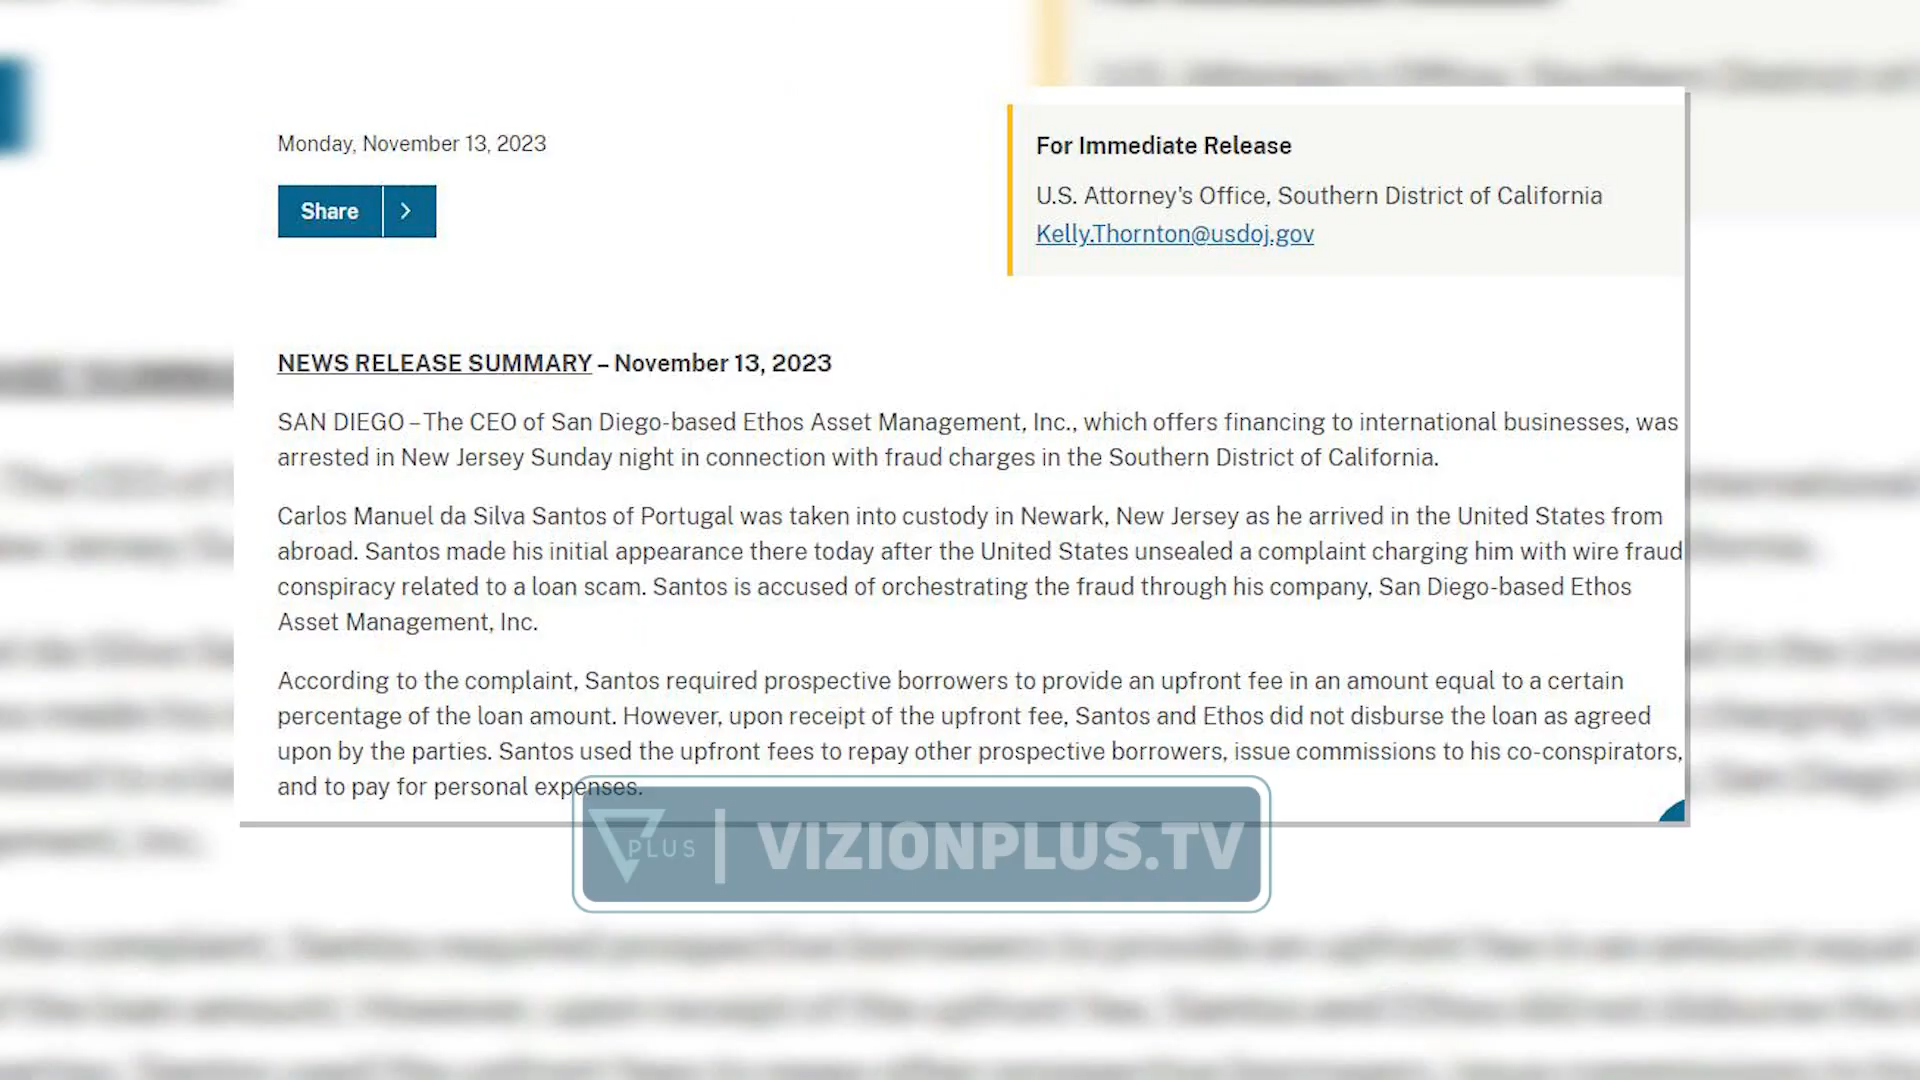 Monday, November 13, 2023
Share
For Immediate Release
U.S. Attorney's Office, Southern District of California
Kelly.Thornton@usdoj.gov
NEWS RELEASE SUMMARY – November 13, 2023
SAN DIEGO – The CEO of San Diego-based Ethos Asset Management, Inc., which offers financing to international businesses, was
arrested in New Jersey Sunday night in connection with fraud charges in the Southern District of California.
Carlos Manuel da Silva Santos of Portugal was taken into custody in Newark, New Jersey as he arrived in the United States from
abroad. Santos made his initial appearance there today after the United States unsealed a complaint charging him with wire fraud
conspiracy related to a loan scam. Santos is accused of orchestrating the fraud through his company, San Diego-based Ethos
Asset Management, Inc.
According to the complaint, Santos required prospective borrowers to provide an upfront fee in an amount equal to a certain
percentage of the loan amount. However, upon receipt of the upfront fee, Santos and Ethos did not disburse the loan as agreed
upon by the parties. Santos used the upfront fees to repay other prospective borrowers, issue commissions to his co-conspirators,
and to pay for personal expenses.
PLUS | VIZIONPLUS.TV